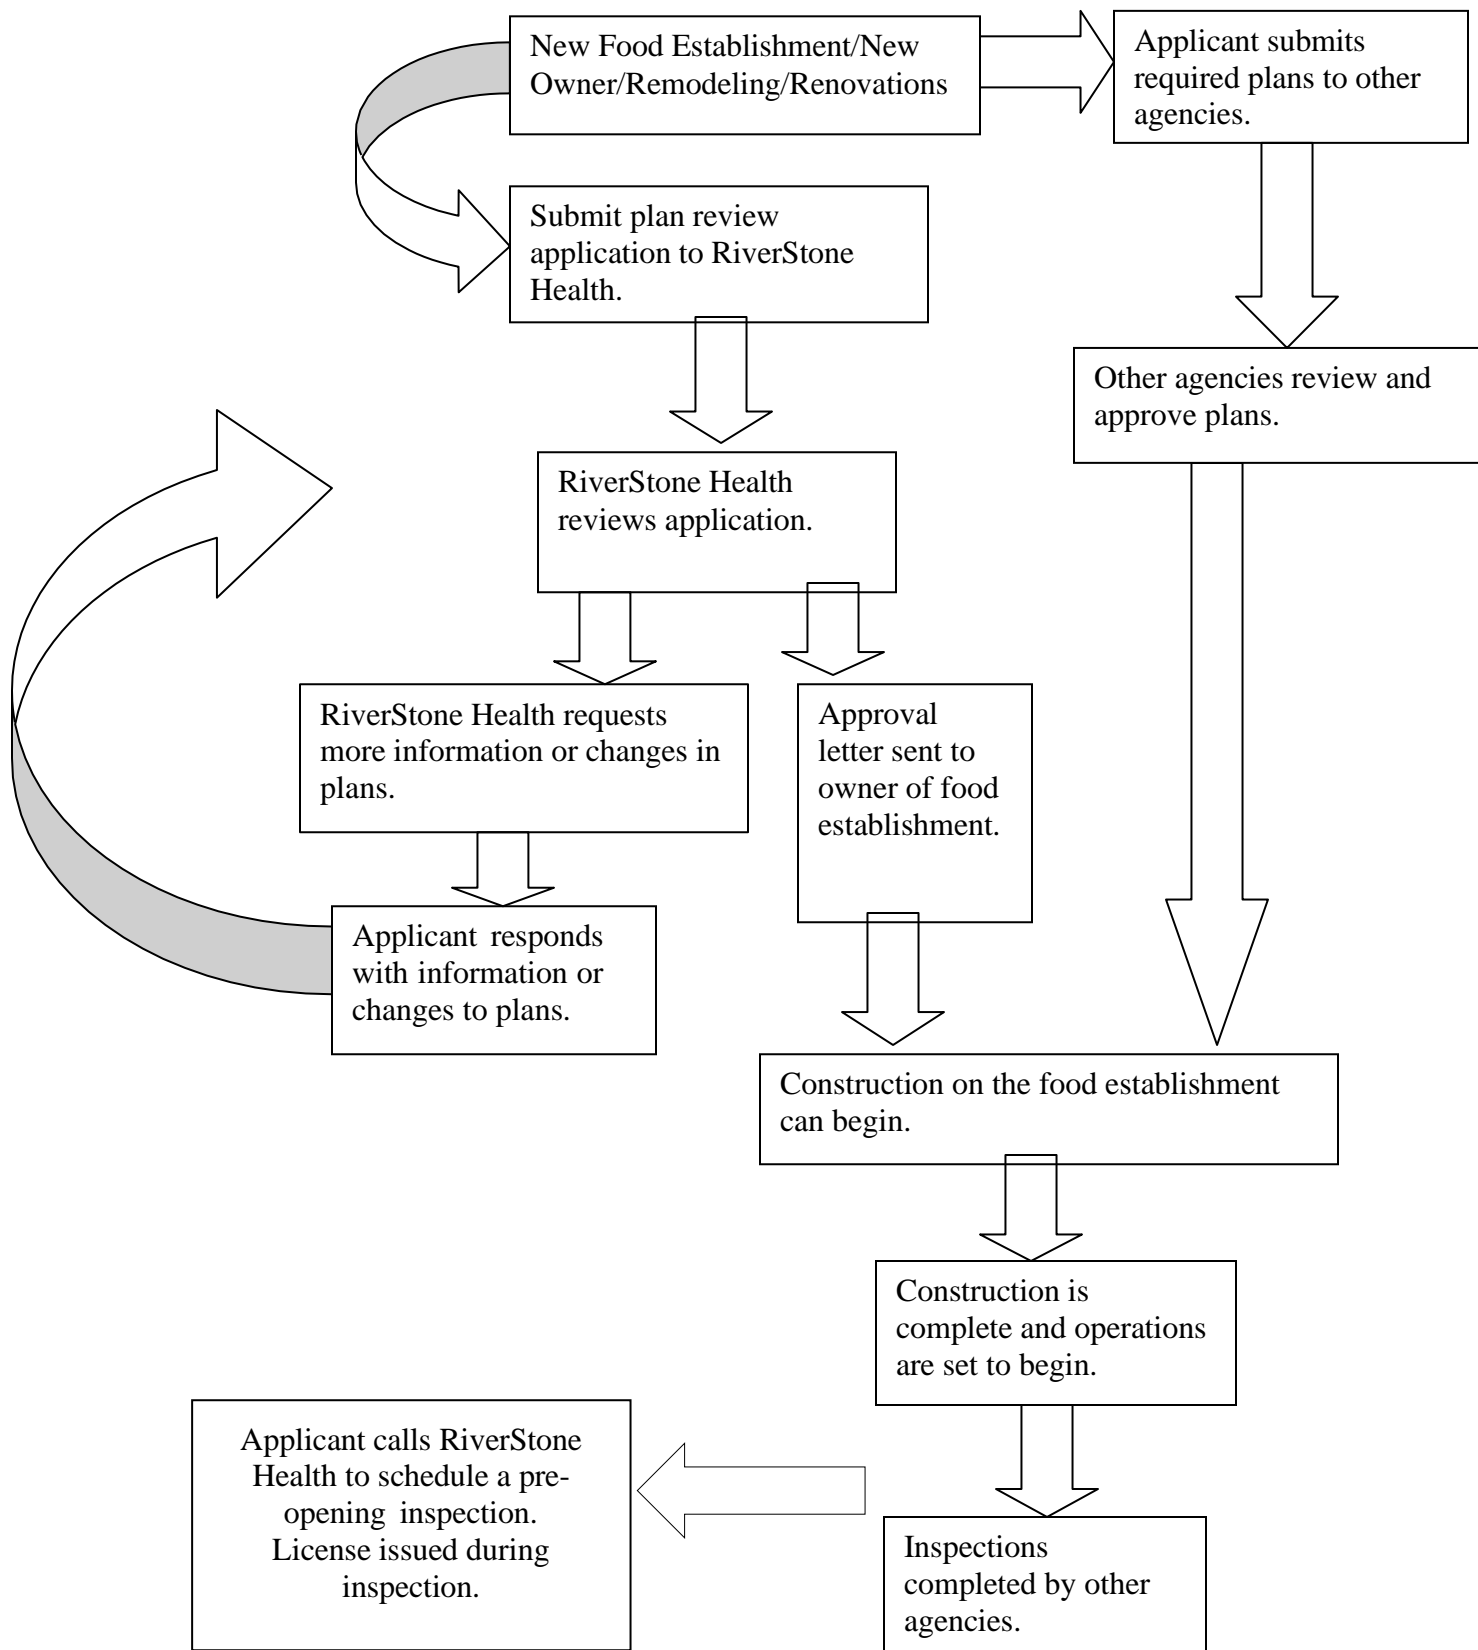 New Food Establishment/New
Owner/Remodeling/Renovations
Applicant submits
required plans to other
agencies.
Submit plan review
application to RiverStone
Health.
Other agencies review and
approve plans.
RiverStone Health
reviews application.
RiverStone Health requests
more information or changes in
plans.
Approval
letter sent to
owner of food
establishment.
Applicant responds
with information or
changes to plans.
Construction on the food establishment
can begin.
Construction is
complete and operations
are set to begin.
Applicant calls RiverStone
Health to schedule a pre-
opening inspection.
License issued during
inspection.
Inspections
completed by other
agencies.